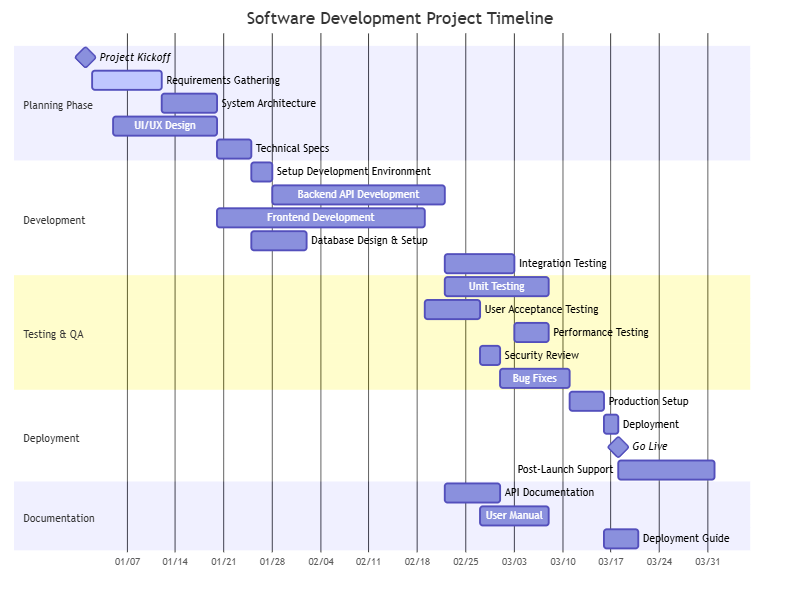 Software Development Project Timeline
Project Kickoff
Requirements Gathering
System Architecture
Planning Phase
UI/UX Design
Technical Specs
Setup Development Environment
Backend API Development
Development
Frontend Development
Database Design & Setup
Integration Testing
Unit Testing
User Acceptance Testing
Testing & QA
Performance Testing
Security Review
Bug Fixes
Production Setup
Deployment
Deployment
Go Live
Post-Launch Support
API Documentation
Documentation
User Manual
Deployment Guide
01/07 01/14 01/21 01/28 02/04 02/11 02/18 02/25 03/03 03/10 03/17 03/24 03/31